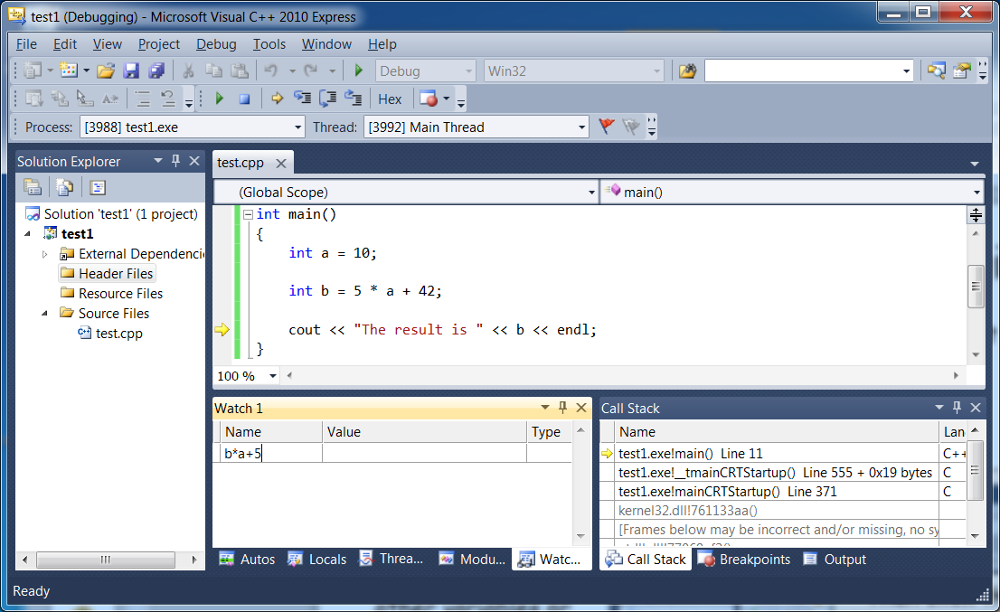 test1 (Debugging) - Microsoft Visual C++ 2010 Express
File Edit View Project Debug Tools Window Help
Debug Win32
Hex
Process: [3988] test1.exe Thread: [3992] Main Thread
Solution Explorer
Solution 'test1' (1 project)
test1
External Dependencie
Header Files
Resource Files
Source Files
test.cpp
test.cpp
(Global Scope) main()
int main()
{
int a = 10;
int b = 5 * a + 42;
cout << "The result is " << b << endl;
}
100 %
Watch 1
Name Value Type
b*a+5
Autos Locals Threa... Modu... Watc...
Call Stack
Name Lan
test1.exe!main() Line 11 C++
test1.exe!__tmainCRTStartup() Line 555 + 0x19 bytes C
test1.exe!mainCRTStartup() Line 371 C
kernel32.dll!761133aa()
[Frames below may be incorrect and/or missing, no sy
Call Stack Breakpoints Output
Ready